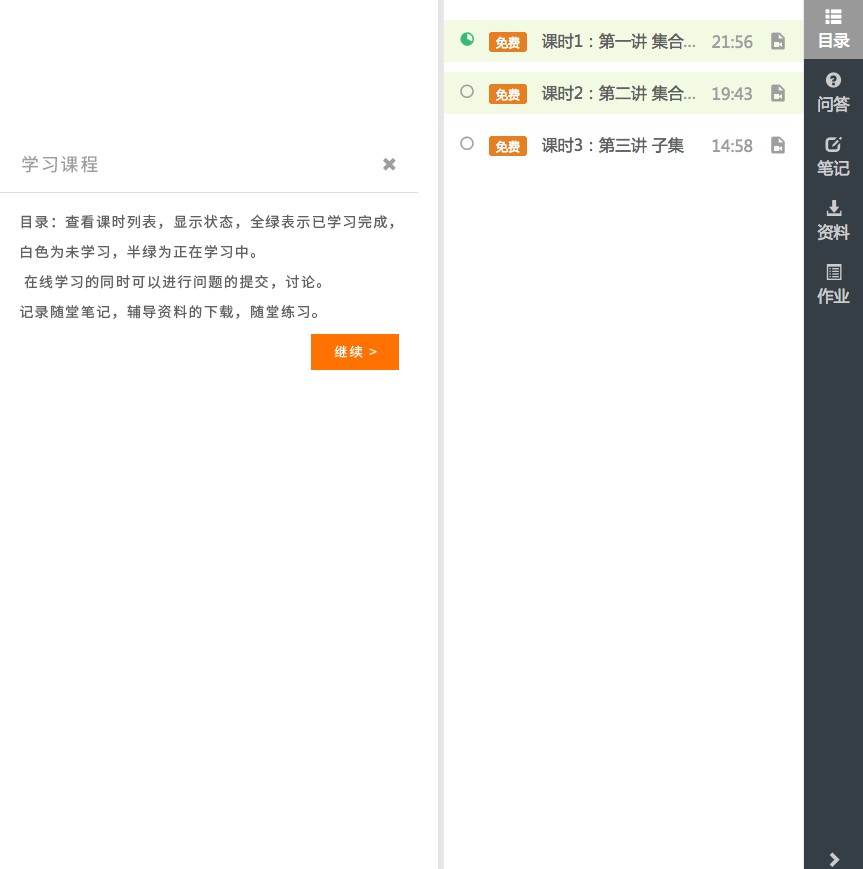 学习课程
目录：查看课时列表，显示状态，全绿表示已学习完成，
白色为未学习，半绿为正在学习中。
在线学习的同时可以进行问题的提交，讨论。
记录随堂笔记，辅导资料的下载，随堂练习。
继续 >
免费 课时1：第一讲 集合... 21:56
免费 课时2：第二讲 集合... 19:43
免费 课时3：第三讲 子集 14:58
目录
问答
笔记
资料
作业